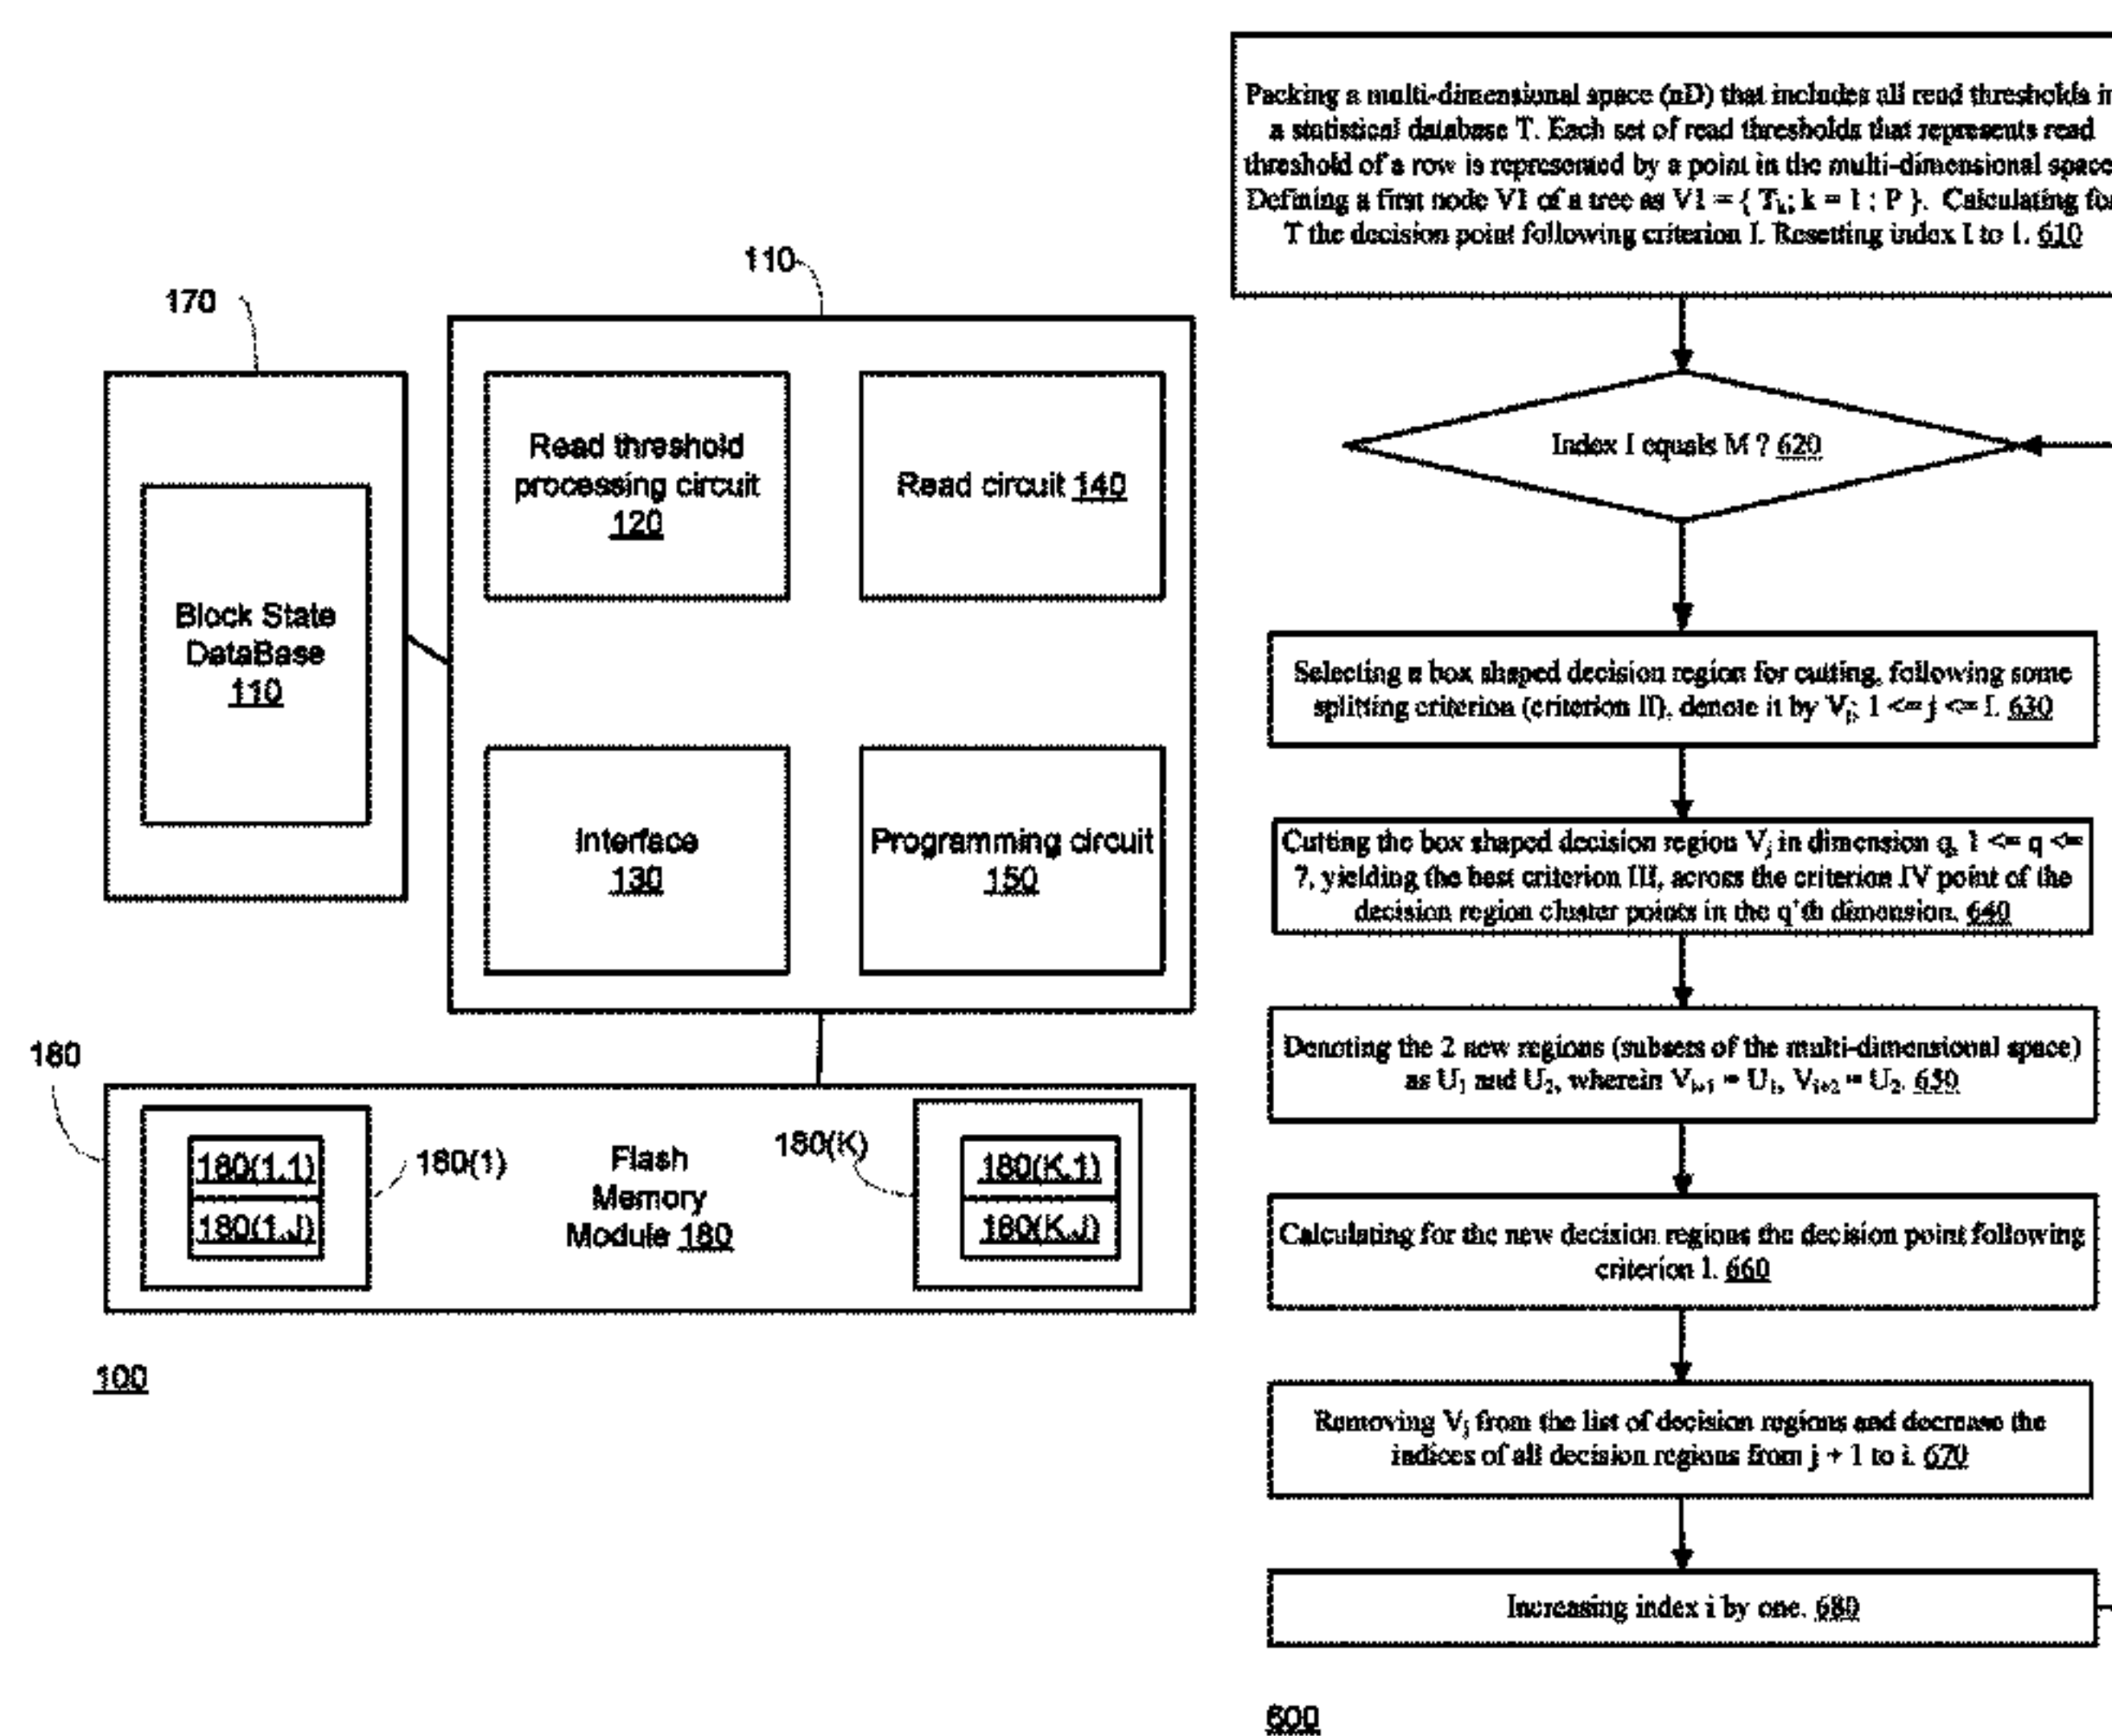 110
170
Read threshold
processing circuit
120
Read circuit 140
Block State
DataBase
110
Interface
130
Programming circuit
150
180
180(1,1)
180(1,J)
180(1)
Flash
Memory
Module 180
180(K)
180(K,1)
180(K,J)
100
Packing a multi-dimensional space (nD) that includes all read thresholds in
a statistical database T. Each set of read thresholds that represents read
threshold of a row is represented by a point in the multi-dimensional space
Defining a first node V1 of a tree as V1 = { Tₖ; k = 1 : P }. Calculating for
T the decision point following criterion I. Resetting index I to 1. 610
Index I equals M ? 620
Selecting a box shaped decision region for cutting, following some
splitting criterion (criterion II), denote it by Vⱼ; 1 <= j <= I. 630
Cutting the box shaped decision region Vⱼ in dimension q, 1 <= q <=
7, yielding the best criterion III, across the criterion IV point of the
decision region cluster points in the q'th dimension. 640
Denoting the 2 new regions (subsets of the multi-dimensional space)
as U₁ and U₂, wherein Vᵢ₊₁ = U₁, Vᵢ₊₂ = U₂. 650
Calculating for the new decision regions the decision point following
criterion I. 660
Removing Vⱼ from the list of decision regions and decrease the
indices of all decision regions from j + 1 to i. 670
Increasing index i by one. 680
600